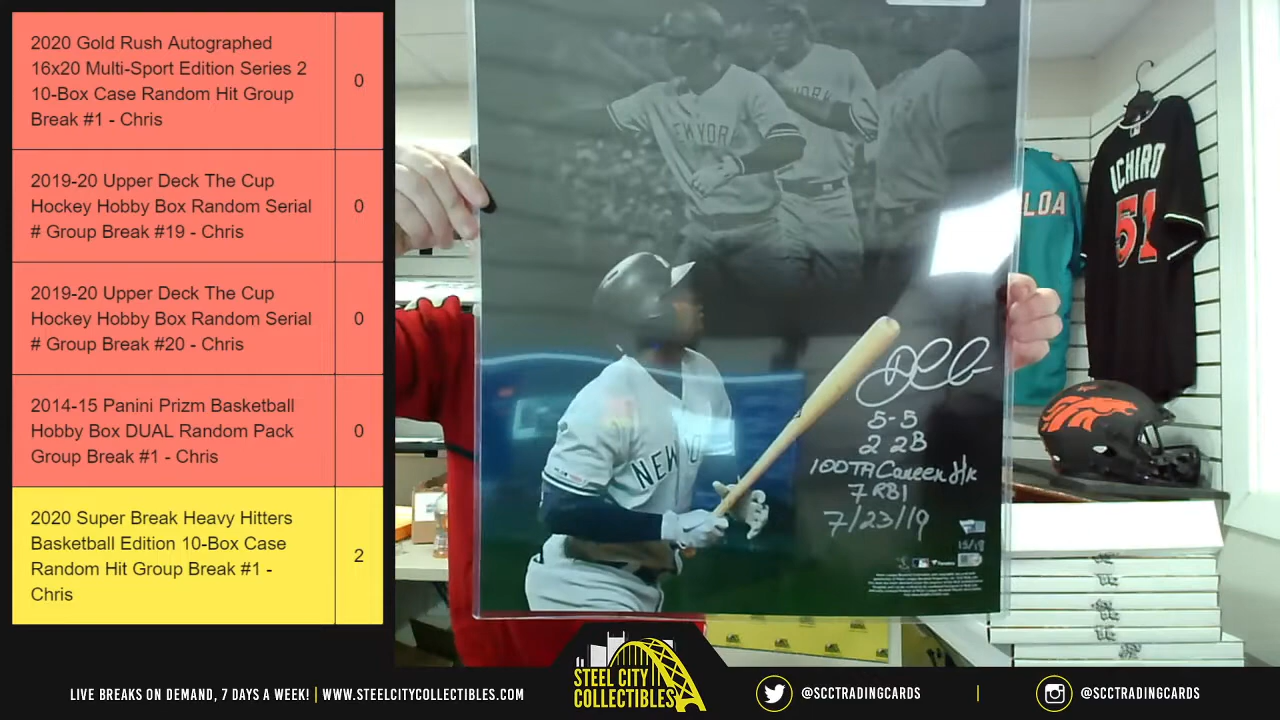 2020 Gold Rush Autographed
16x20 Multi-Sport Edition Series 2
10-Box Case Random Hit Group
Break #1 - Chris
0
2019-20 Upper Deck The Cup
Hockey Hobby Box Random Serial
# Group Break #19 - Chris
0
2019-20 Upper Deck The Cup
Hockey Hobby Box Random Serial
# Group Break #20 - Chris
0
2014-15 Panini Prizm Basketball
Hobby Box DUAL Random Pack
Group Break #1 - Chris
0
2020 Super Break Heavy Hitters
Basketball Edition 10-Box Case
Random Hit Group Break #1 -
Chris
2
NEW YORK
YORK
NEW YO
5-5
2 2B
100TH Career Hr
7 RBI
7/23/19
15/19
LOA
ICHIRO
51
LIVE BREAKS ON DEMAND, 7 DAYS A WEEK! | WWW.STEELCITYCOLLECTIBLES.COM
STEEL CITY
COLLECTIBLES
@SCCTRADINGCARDS
@SCCTRADINGCARDS